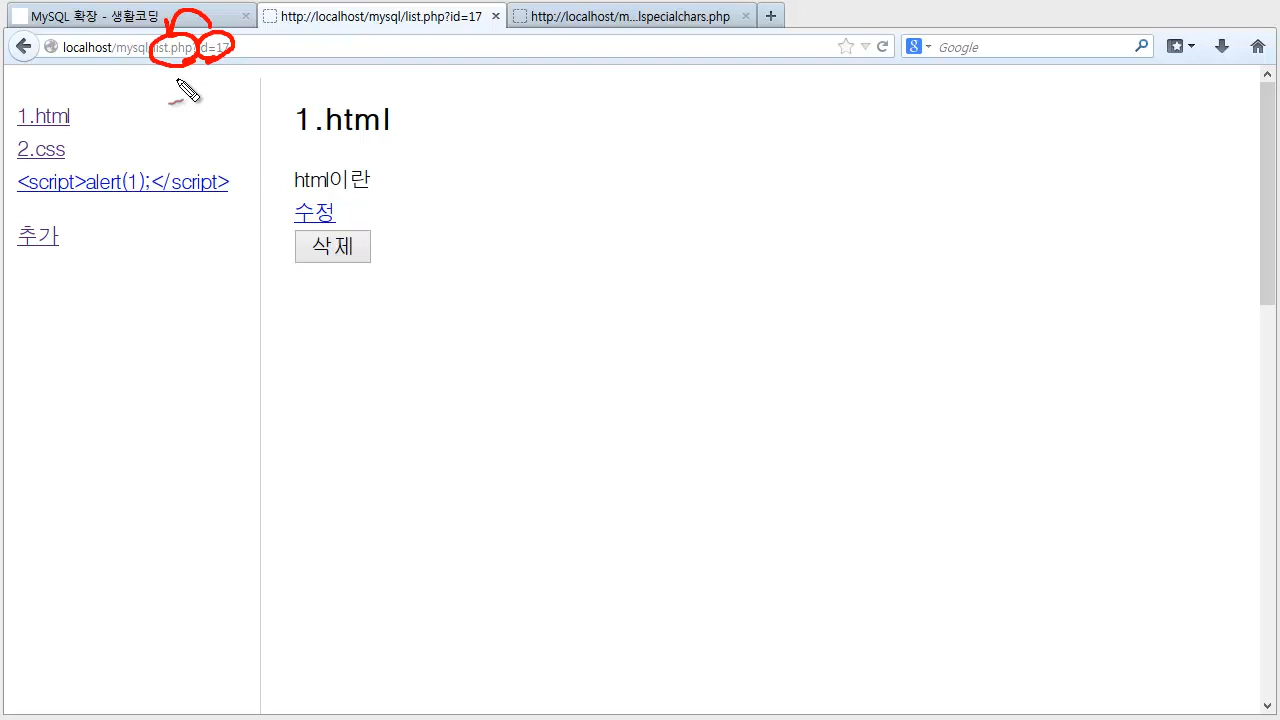 MySQL 확장 - 생활코딩
http://localhost/mysql/list.php?id=17
http://localhost/m...lspecialchars.php
localhost/mysql/list.php?id=17
Google
1.html
2.css
<script>alert(1);</script>
추가
1.html
html이란
수정
삭제